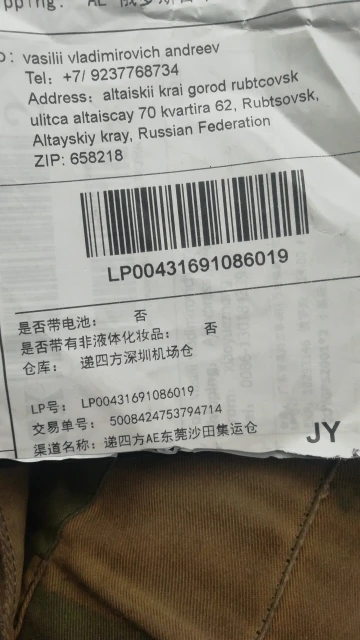 pping: AE
o: vasilii vladimirovich andreev
Tel: +7/ 9237768734
Address: altaiskii krai gorod rubtcovsk
ulitca altaiscay 70 kvartira 62, Rubtsovsk,
Altayskiy kray, Russian Federation
ZIP: 658218
LP00431691086019
是否带电池: 否
是否带有非液体化妆品: 否
仓库: 递四方深圳机场仓
LP号: LP00431691086019
交易单号: 5008424753794714
渠道名称: 递四方AE东莞沙田集运仓
JY